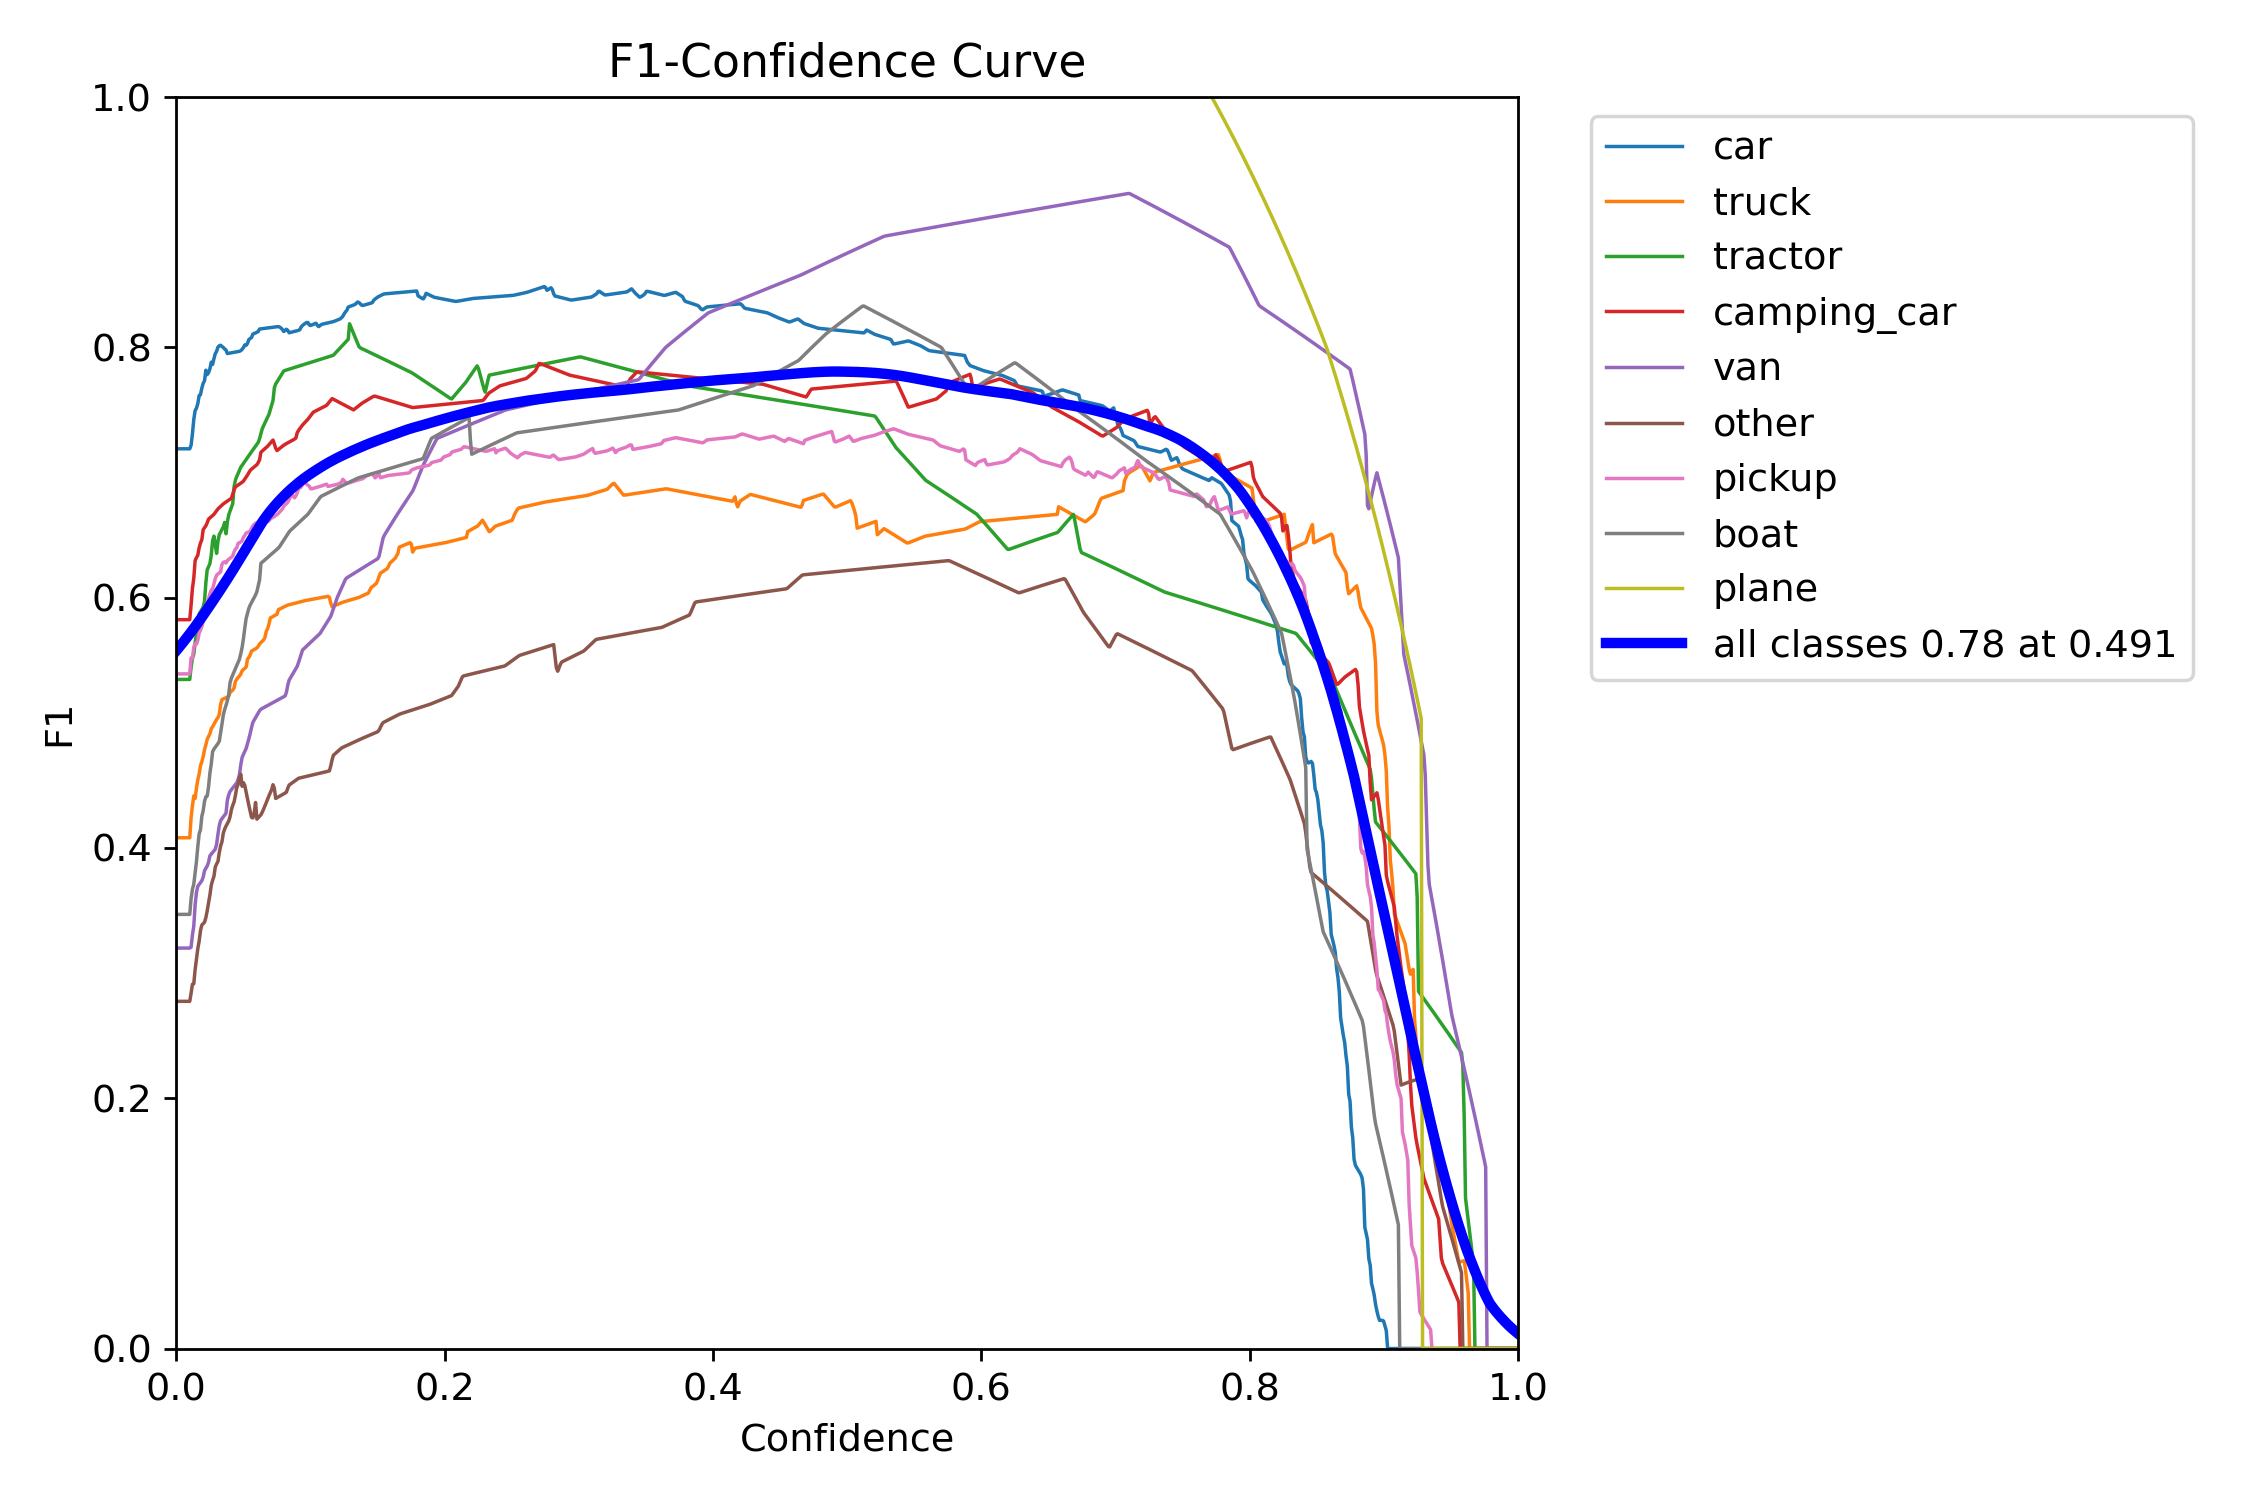 F1-Confidence Curve
1.0
0.8
0.6
0.4
0.2
0.0
F1
0.0 0.2 0.4 0.6 0.8 1.0
Confidence
car
truck
tractor
camping_car
van
other
pickup
boat
plane
all classes 0.78 at 0.491